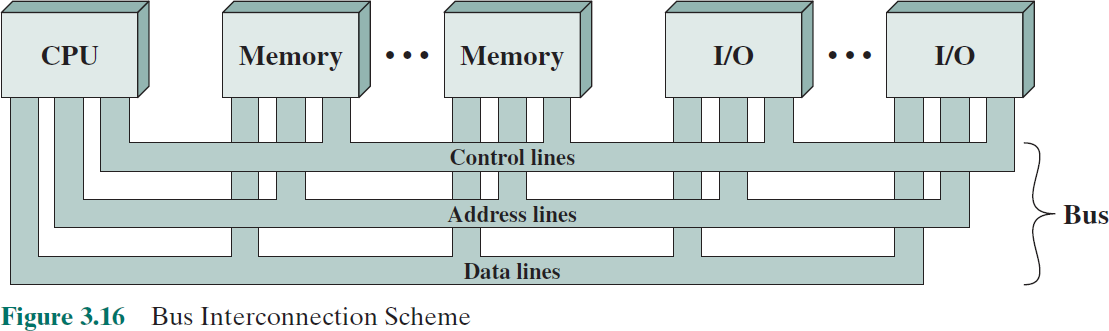 CPU Memory ••• Memory I/O ••• I/O
Control lines
Address lines
Bus
Data lines
Figure 3.16 Bus Interconnection Scheme